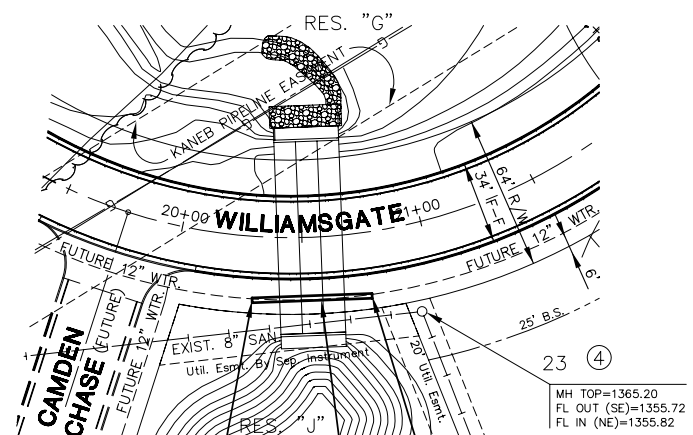 RES. "G"
KANEB PIPELINE EASEMENT
G
20+00
WILLIAMSGATE
21+00
34' F-F
64' R/W
FUTURE 12" WTR.
FUTURE 12" WTR.
6'
25' B.S.
CAMDEN
CHASE (FUTURE)
FUTURE 12" WTR.
EXIST. 8" SAN
Util. Esmt. By Sep. Instrument
20' Util. Esmt.
RES. "J"
23 4
MH TOP=1365.20
FL OUT (SE)=1355.72
FL IN (NE)=1355.82